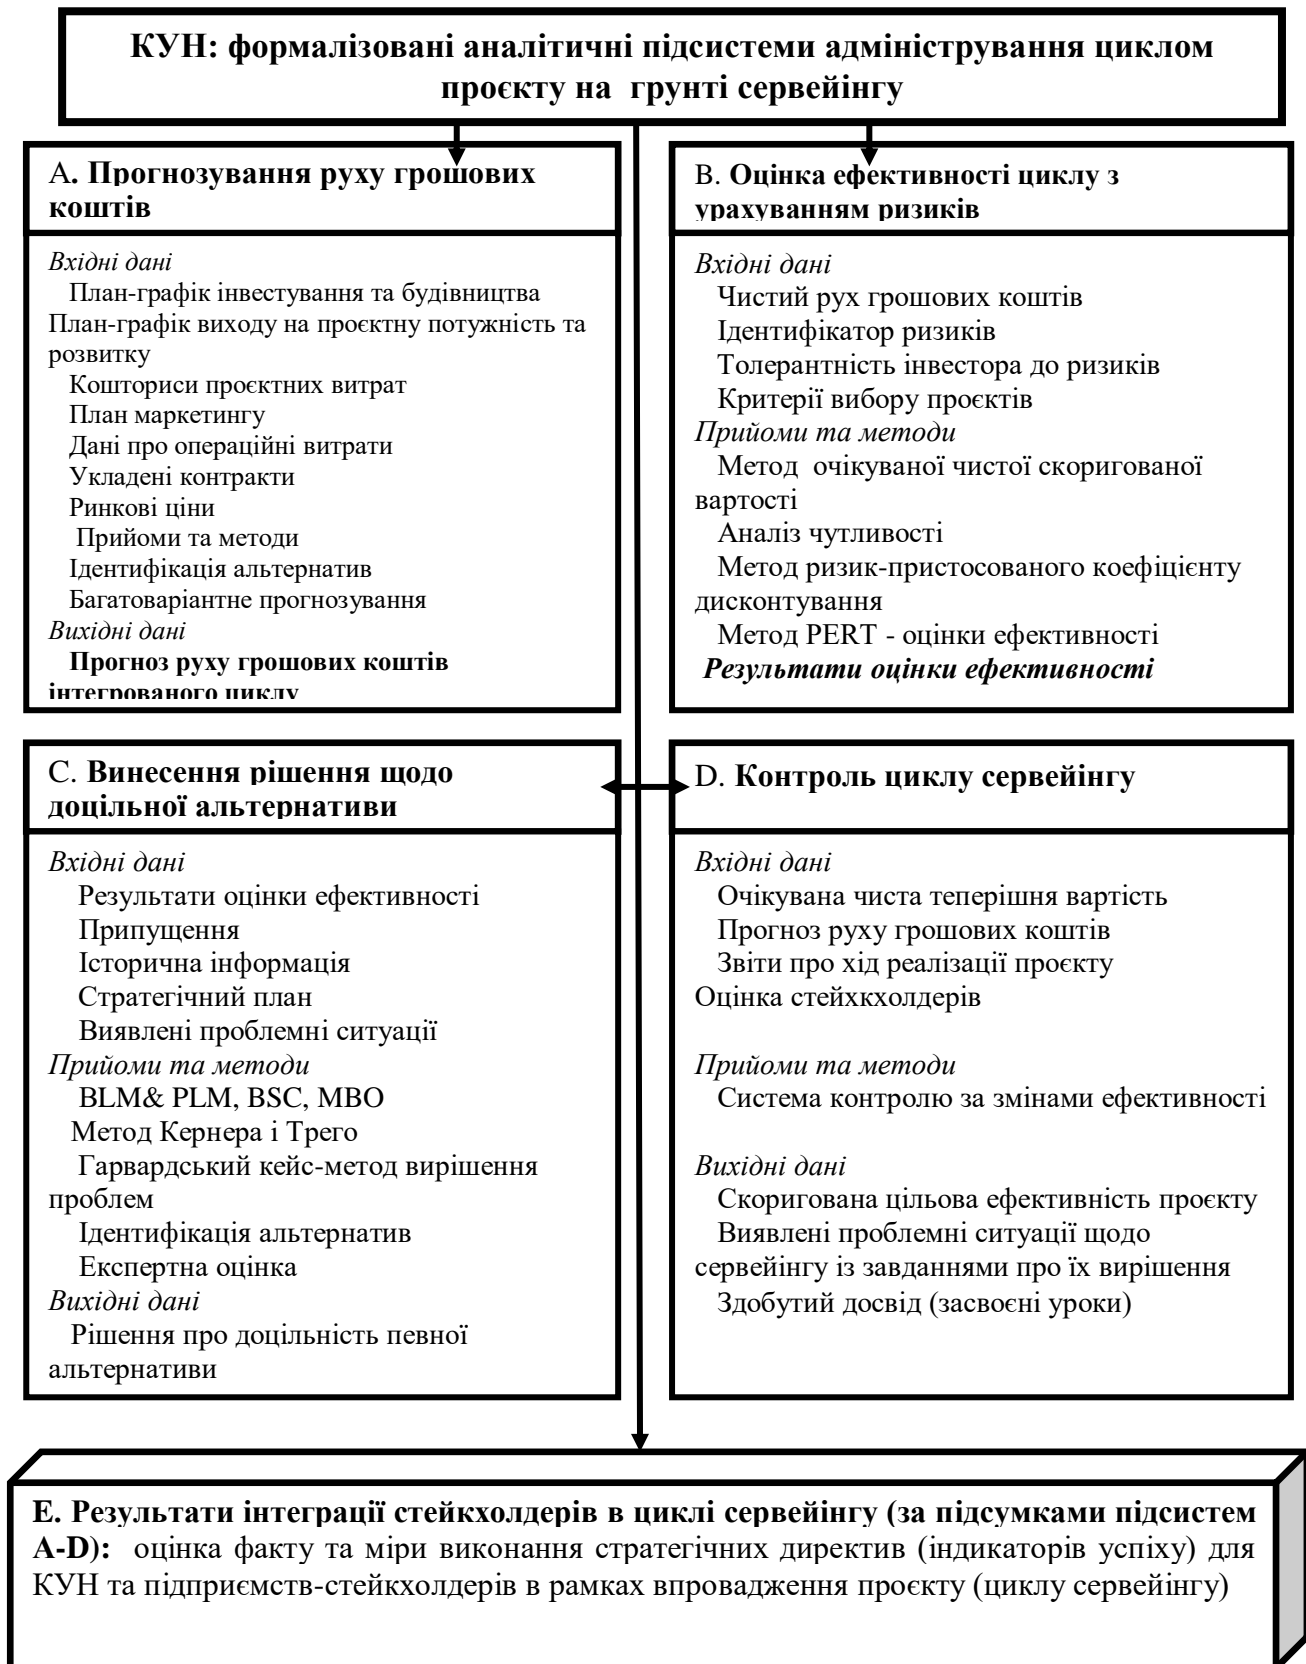 КУН: формалізовані аналітичні підсистеми адміністрування циклом
проєкту на грунті сервейінгу
А. Прогнозування руху грошових
коштів
Вхідні дані
План-графік інвестування та будівництва
План-графік виходу на проєктну потужність та
розвитку
Кошториси проєктних витрат
План маркетингу
Дані про операційні витрати
Укладені контракти
Ринкові ціни
Прийоми та методи
Ідентифікація альтернатив
Багатоваріантне прогнозування
Вихідні дані
Прогноз руху грошових коштів
інтегрованого циклу
В. Оцінка ефективності циклу з
урахуванням ризиків
Вхідні дані
Чистий рух грошових коштів
Ідентифікатор ризиків
Толерантність інвестора до ризиків
Критерії вибору проєктів
Прийоми та методи
Метод очікуваної чистої скоригованої
вартості
Аналіз чутливості
Метод ризик-пристосованого коефіцієнту
дисконтування
Метод PERT - оцінки ефективності
Результати оцінки ефективності
С. Винесення рішення щодо
доцільної альтернативи
Вхідні дані
Результати оцінки ефективності
Припущення
Історична інформація
Стратегічний план
Виявлені проблемні ситуації
Прийоми та методи
BLM& PLM, BSC, MBO
Метод Кернера і Трего
Гарвардський кейс-метод вирішення
проблем
Ідентифікація альтернатив
Експертна оцінка
Вихідні дані
Рішення про доцільність певної
альтернативи
D. Контроль циклу сервейінгу
Вхідні дані
Очікувана чиста теперішня вартість
Прогноз руху грошових коштів
Звіти про хід реалізації проєкту
Оцінка стейхкхолдерів
Прийоми та методи
Система контролю за змінами ефективності
Вихідні дані
Скоригована цільова ефективність проєкту
Виявлені проблемні ситуації щодо
сервейінгу із завданнями про їх вирішення
Здобутий досвід (засвоєні уроки)
Е. Результати інтеграції стейкхолдерів в циклі сервейінгу (за підсумками підсистем
A-D): оцінка факту та міри виконання стратегічних директив (індикаторів успіху) для
КУН та підприємств-стейкхолдерів в рамках впровадження проєкту (циклу сервейінгу)